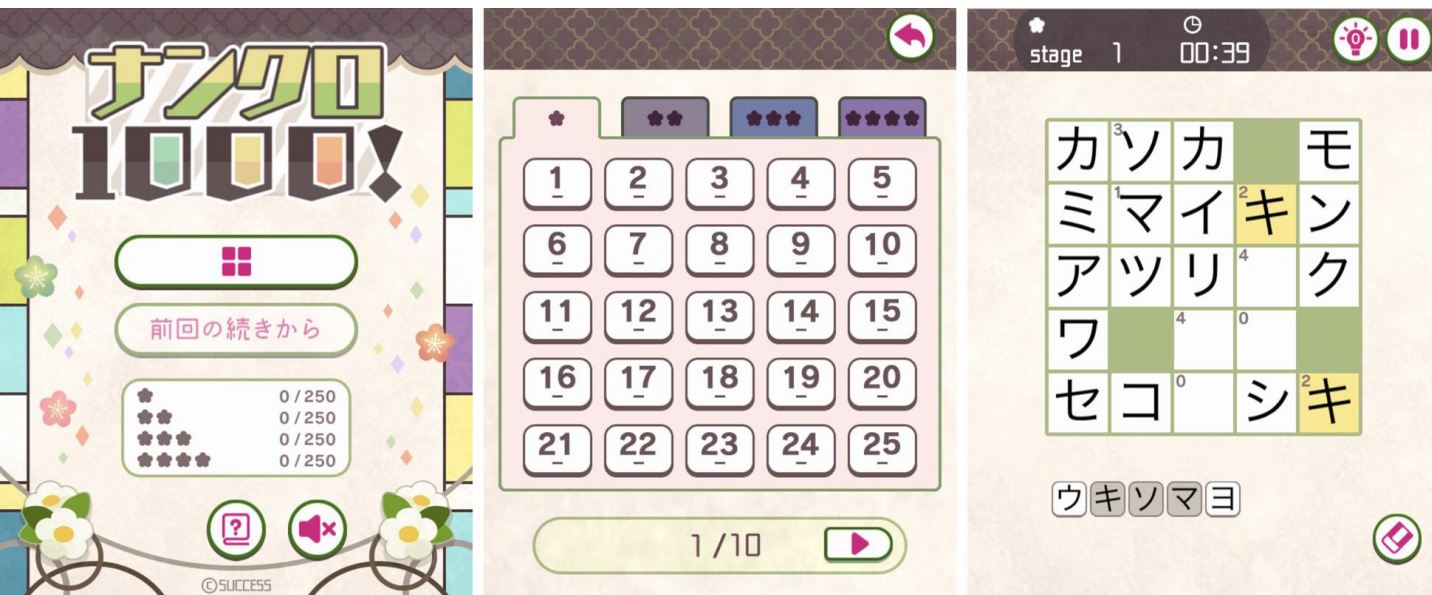 ナンクロ
1000!
前回の続きから
0/250
0/250
0/250
0/250
©SUCCESS
1 2 3 4 5
6 7 8 9 10
11 12 13 14 15
16 17 18 19 20
21 22 23 24 25
1/10
stage 1 00:39
0
カ 3ソ カ モ
ミ 1マ イ 2キ ン
ア ツ リ 4 ク
ワ 4 0
セ コ 0 シ 2キ
ウ キ ソ マ ヨ